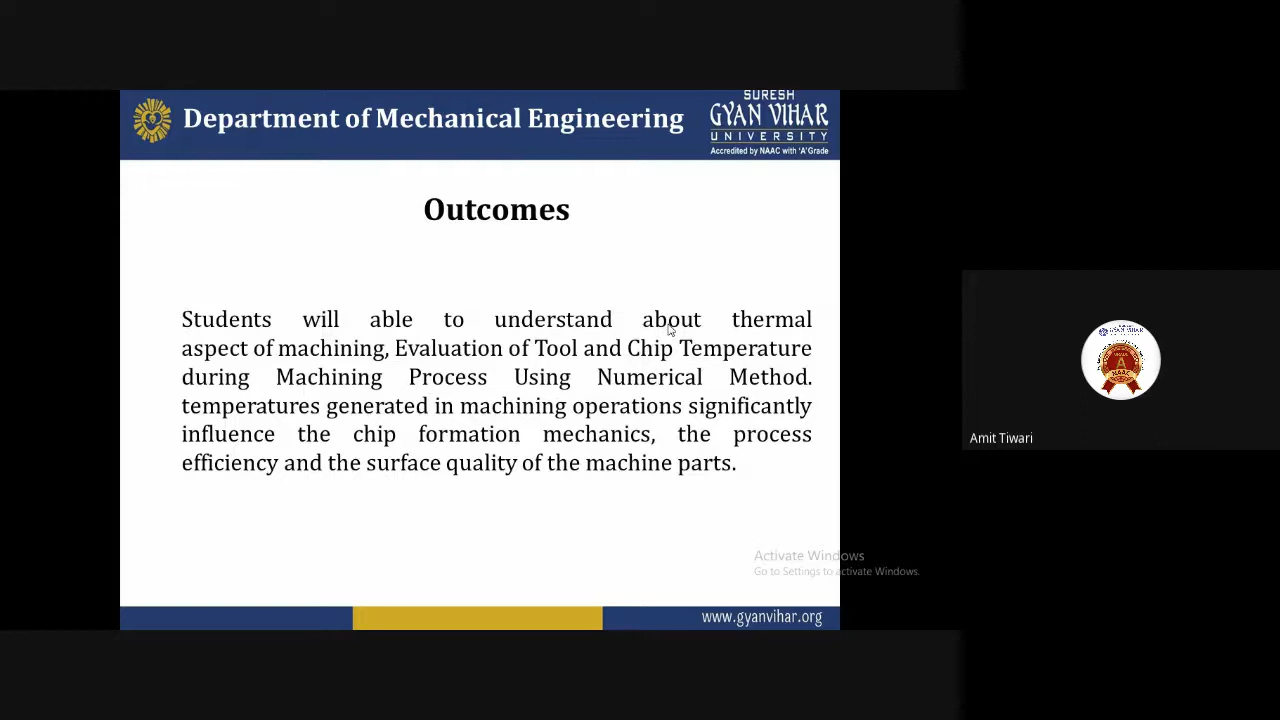 Department of Mechanical Engineering
SURESH
GYAN VIHAR
UNIVERSITY
Accredited by NAAC with 'A' Grade
Outcomes
Students will able to understand about thermal
aspect of machining, Evaluation of Tool and Chip Temperature
during Machining Process Using Numerical Method.
temperatures generated in machining operations significantly
influence the chip formation mechanics, the process
efficiency and the surface quality of the machine parts.
Amit Tiwari
Activate Windows
Go to Settings to activate Windows.
www.gyanvihar.org